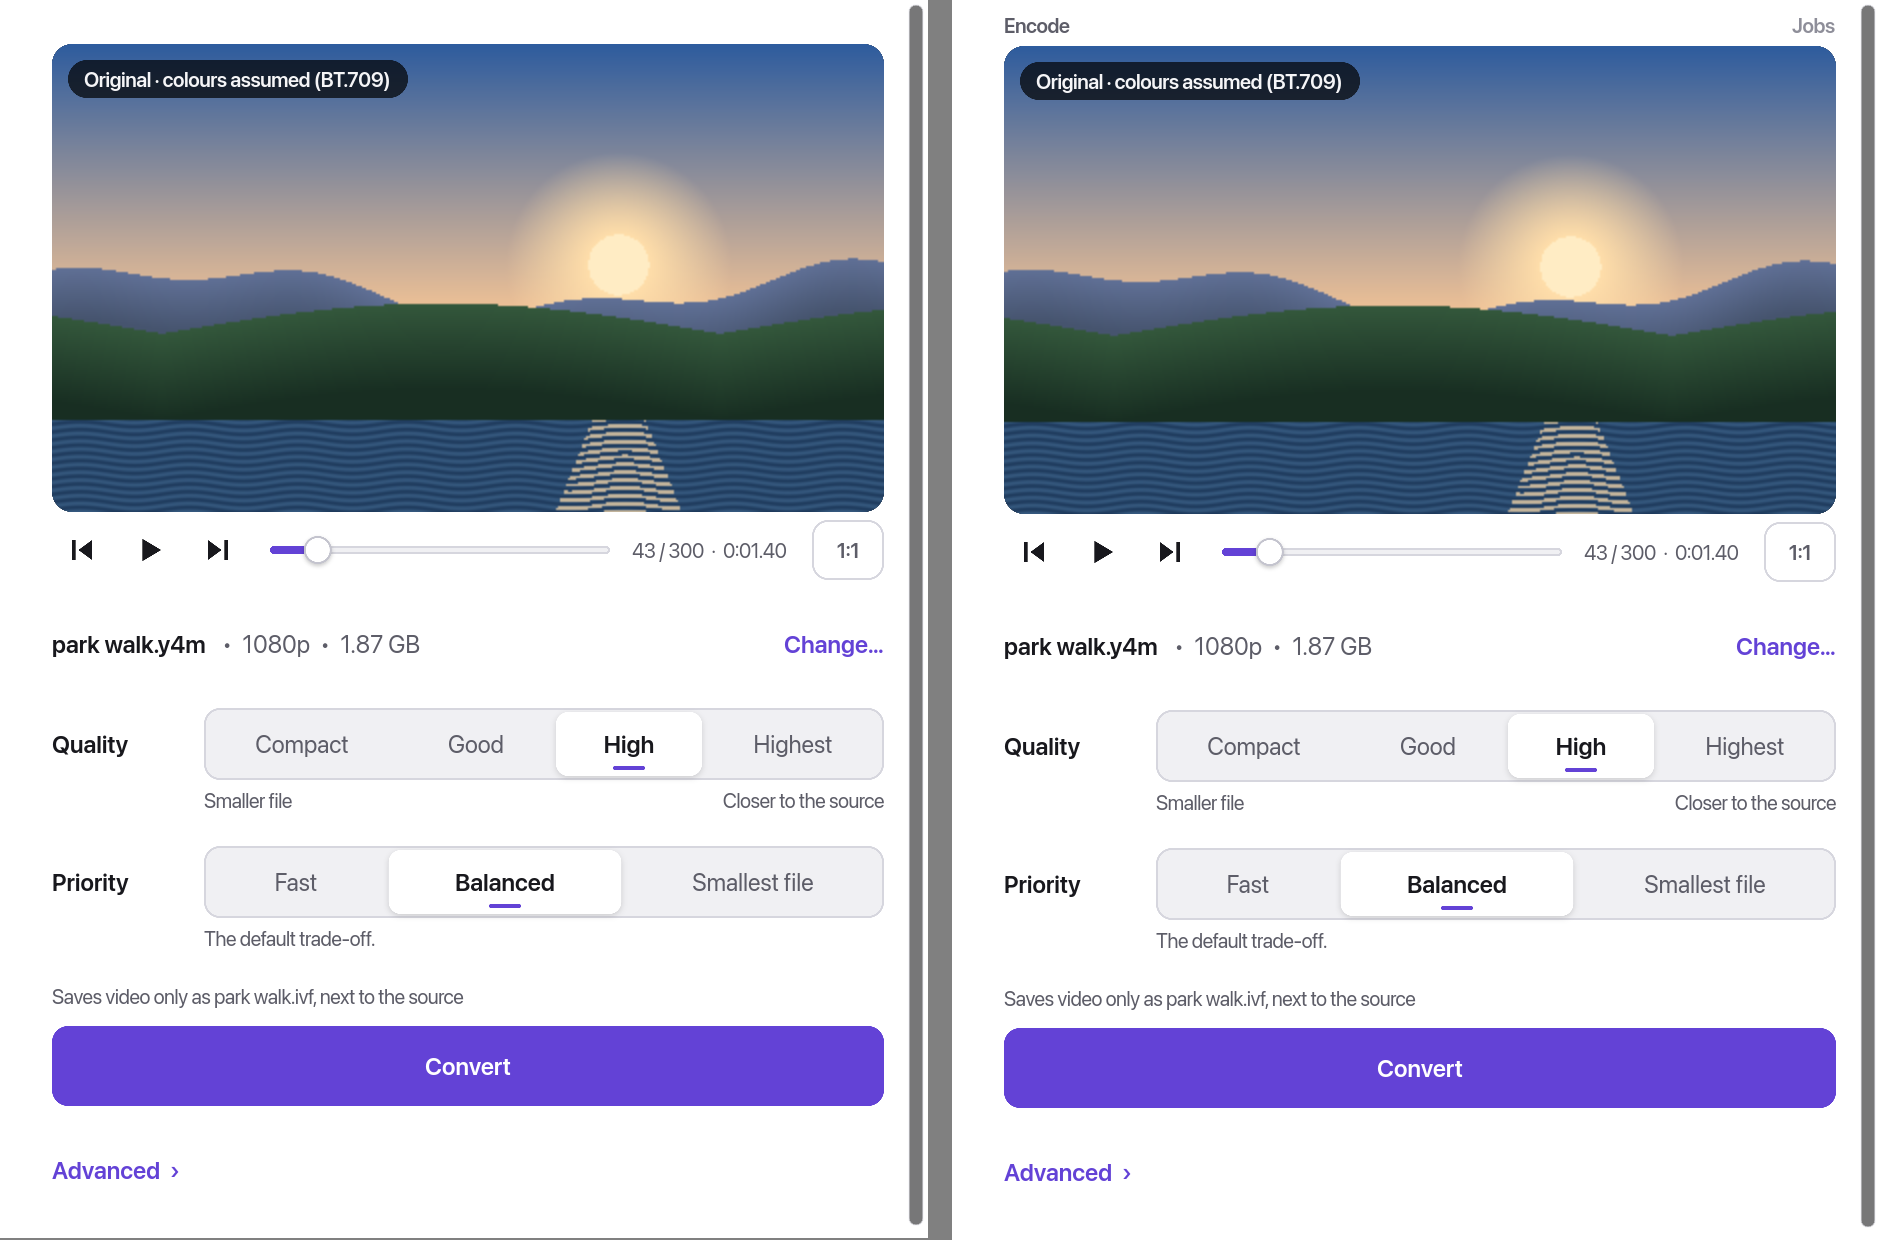 Original · colours assumed (BT.709)
43 / 300 · 0:01.40
1:1
park walk.y4m • 1080p • 1.87 GB
Change...
Quality
Compact
Good
High
Highest
Smaller file
Closer to the source
Priority
Fast
Balanced
Smallest file
The default trade-off.
Saves video only as park walk.ivf, next to the source
Convert
Advanced ›
Encode
Jobs
Original · colours assumed (BT.709)
43 / 300 · 0:01.40
1:1
park walk.y4m • 1080p • 1.87 GB
Change...
Quality
Compact
Good
High
Highest
Smaller file
Closer to the source
Priority
Fast
Balanced
Smallest file
The default trade-off.
Saves video only as park walk.ivf, next to the source
Convert
Advanced ›